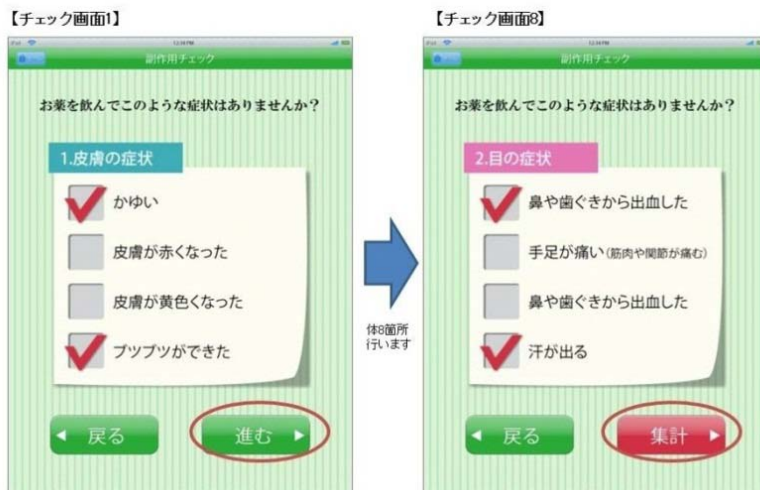 【チェック画面1】
iPad
12:34 PM
副作用チェック
お薬を飲んでこのような症状はありませんか？
1.皮膚の症状
かゆい
皮膚が赤くなった
皮膚が黄色くなった
ブツブツができた
戻る
進む
体8箇所
行います
【チェック画面8】
iPad
12:34 PM
副作用チェック
お薬を飲んでこのような症状はありませんか？
2.目の症状
鼻や歯ぐきから出血した
手足が痛い(筋肉や関節が痛む)
鼻や歯ぐきから出血した
汗が出る
戻る
集計